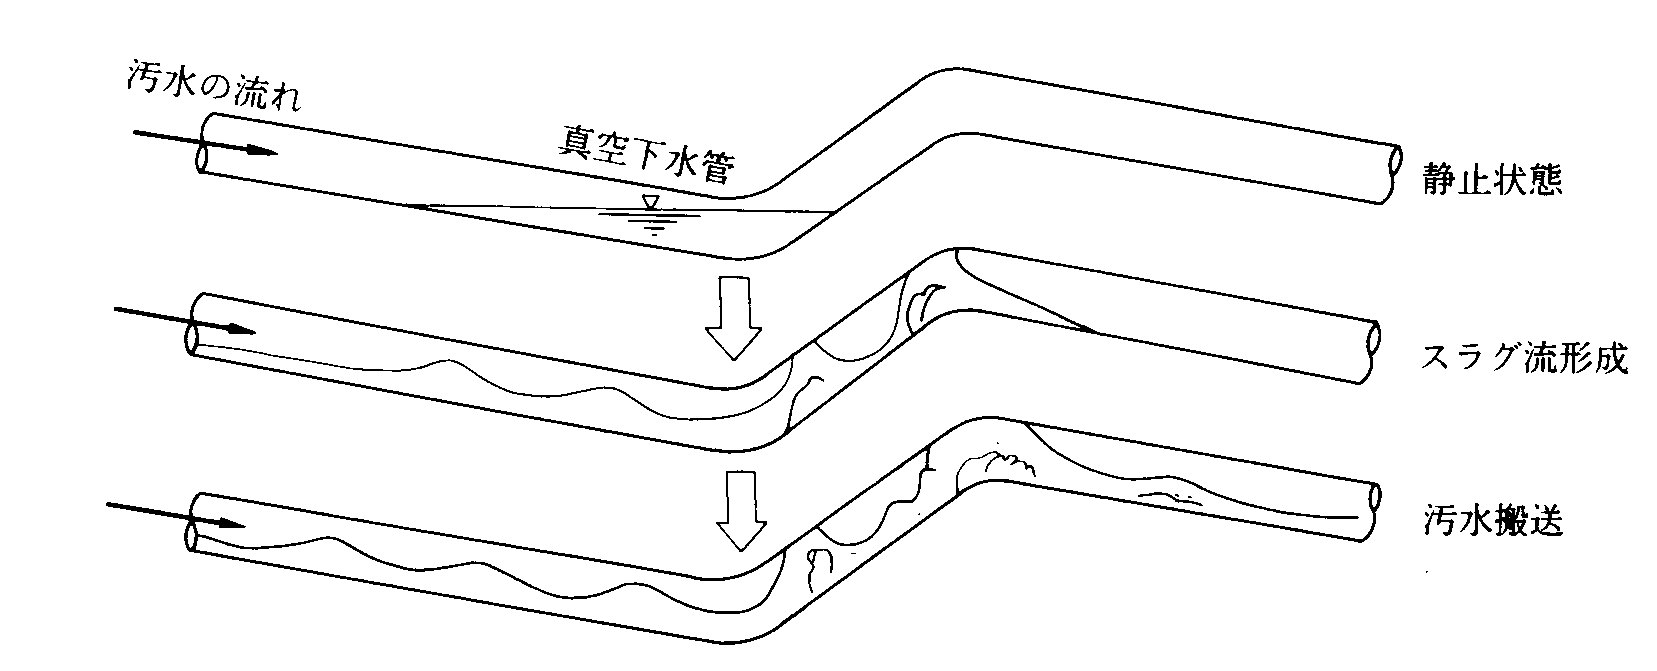 汚水の流れ
真空下水管
静止状態
スラグ流形成
汚水搬送